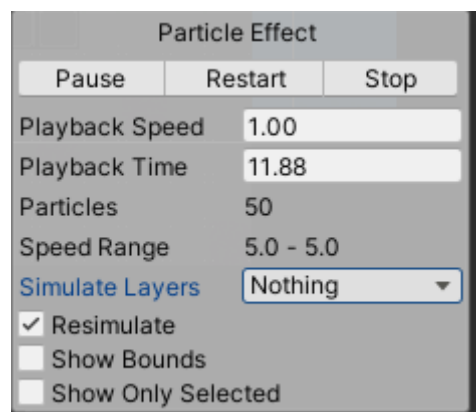 Particle Effect
Pause Restart Stop
Playback Speed 1.00
Playback Time 11.88
Particles 50
Speed Range 5.0 - 5.0
Simulate Layers Nothing
Resimulate
Show Bounds
Show Only Selected